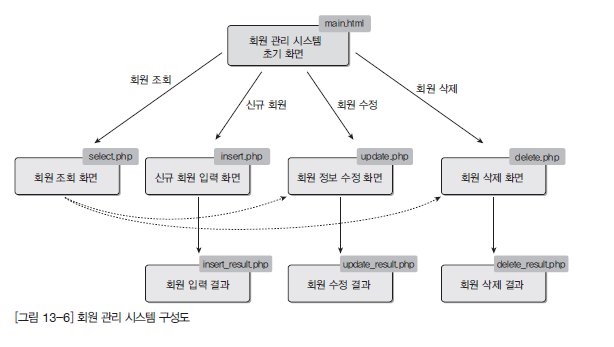 main.html
회원 관리 시스템
초기 화면
회원 조회
신규 회원
회원 수정
회원 삭제
select.php
insert.php
update.php
delete.php
회원 조회 화면
신규 회원 입력 화면
회원 정보 수정 화면
회원 삭제 화면
insert_result.php
update_result.php
delete_result.php
회원 입력 결과
회원 수정 결과
회원 삭제 결과
[그림 13-6] 회원 관리 시스템 구성도